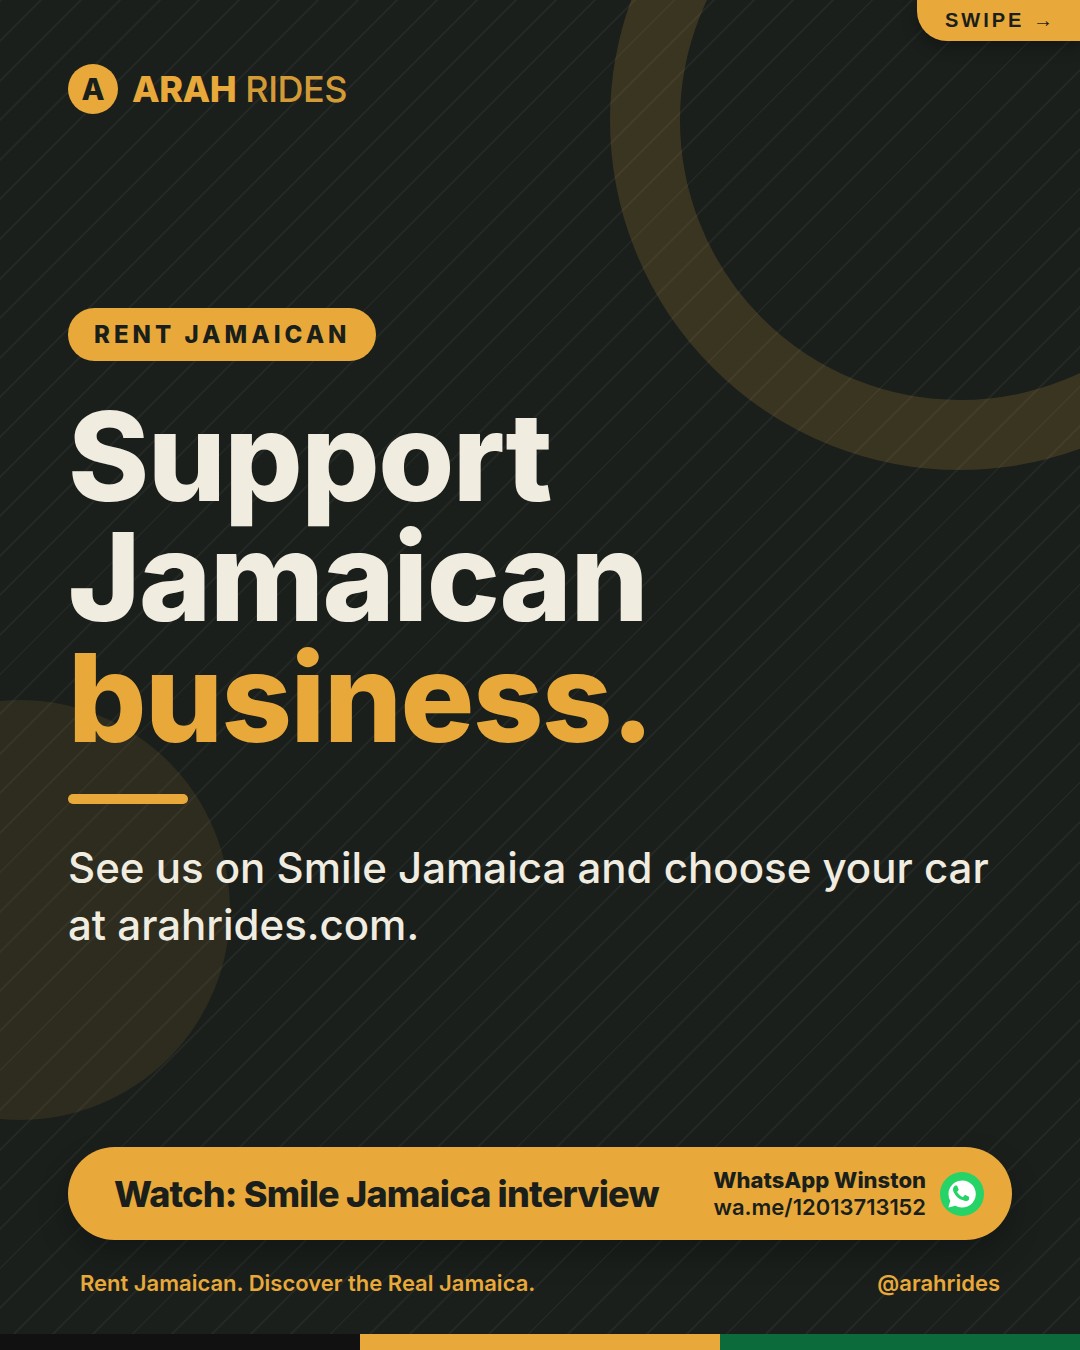 SWIPE →
A ARAH RIDES
RENT JAMAICAN
Support
Jamaican
business.
See us on Smile Jamaica and choose your car
at arahrides.com.
Watch: Smile Jamaica interview
WhatsApp Winston
wa.me/12013713152
Rent Jamaican. Discover the Real Jamaica.
@arahrides